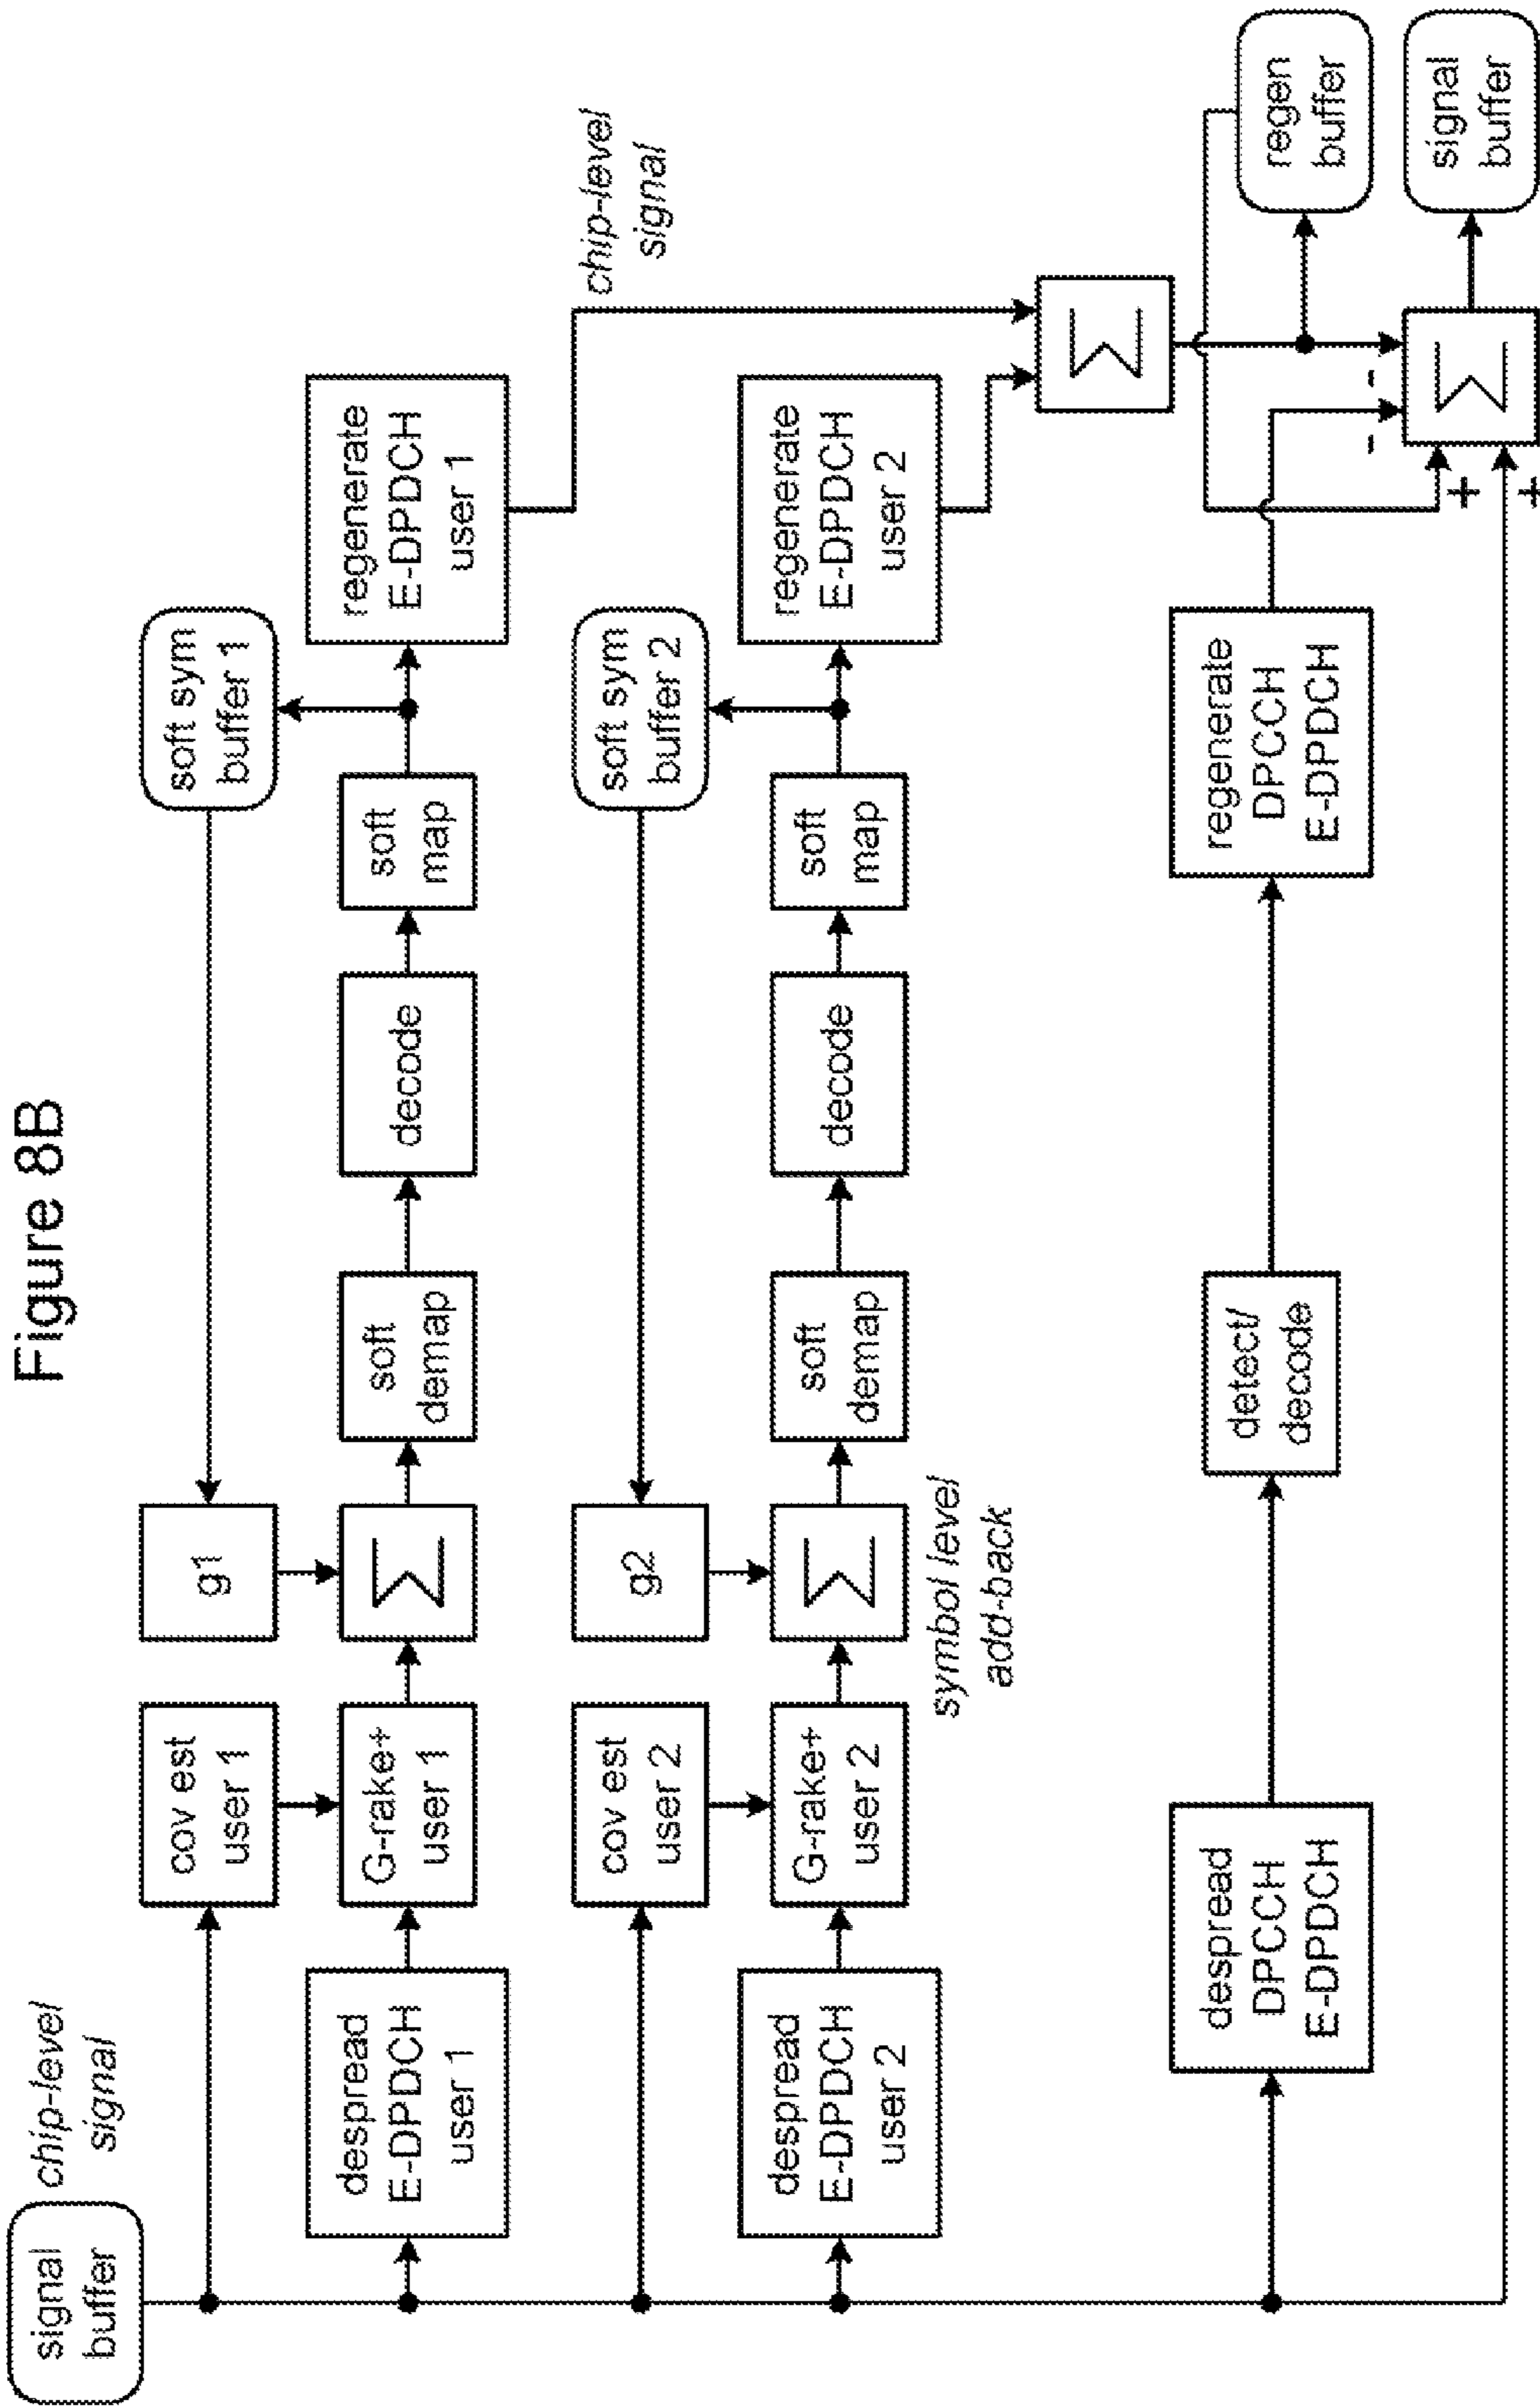 Figure 8B
signal
buffer
chip-level
signal
cov est
user 1
g1
soft sym
buffer 1
despread
E-DPDCH
user 1
G-rake+
user 1
Σ
soft
demap
decode
soft
map
regenerate
E-DPDCH
user 1
chip-level
signal
cov est
user 2
g2
soft sym
buffer 2
despread
E-DPDCH
user 2
G-rake+
user 2
Σ
soft
demap
decode
soft
map
regenerate
E-DPDCH
user 2
symbol level
add-back
Σ
regen
buffer
despread
DPCCH
E-DPDCH
detect/
decode
regenerate
DPCCH
E-DPDCH
- -
+
+
Σ
signal
buffer